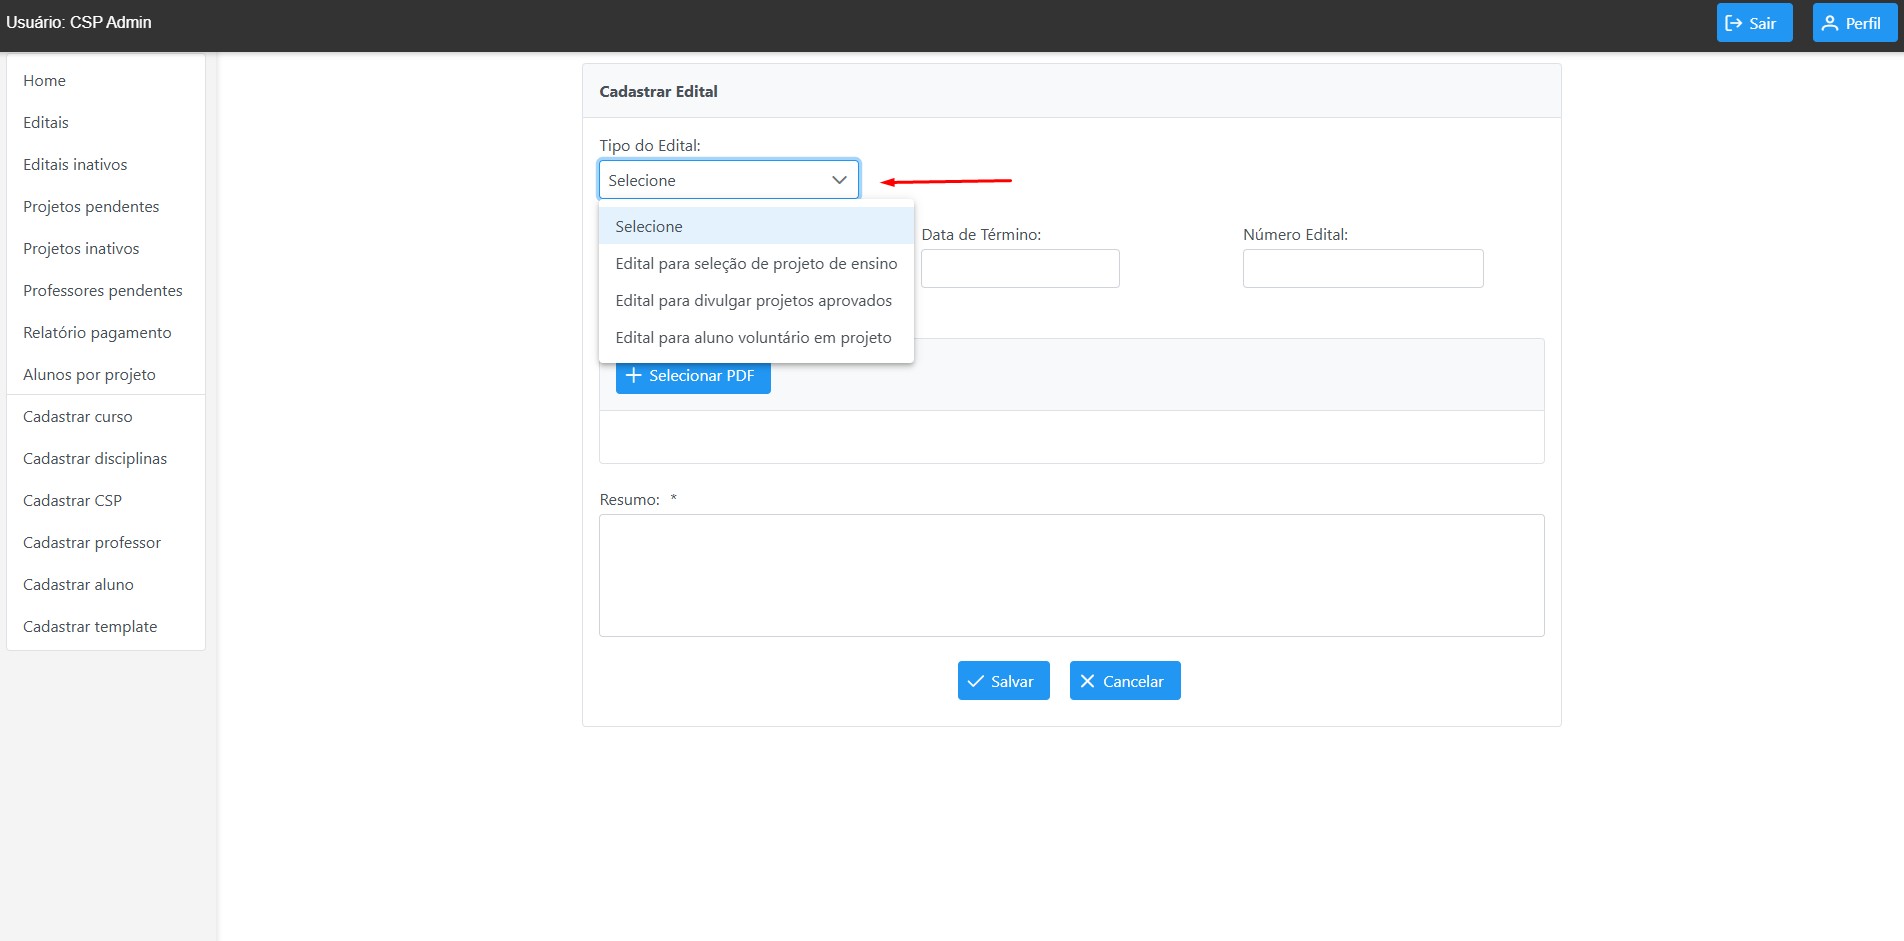 Usuário: CSP Admin
Sair
Perfil
Home
Editais
Editais inativos
Projetos pendentes
Projetos inativos
Professores pendentes
Relatório pagamento
Alunos por projeto
Cadastrar curso
Cadastrar disciplinas
Cadastrar CSP
Cadastrar professor
Cadastrar aluno
Cadastrar template
Cadastrar Edital
Tipo do Edital:
Selecione
Selecione
Edital para seleção de projeto de ensino
Edital para divulgar projetos aprovados
Edital para aluno voluntário em projeto
Data de Término:
Número Edital:
Selecionar PDF
Resumo: *
Salvar
Cancelar